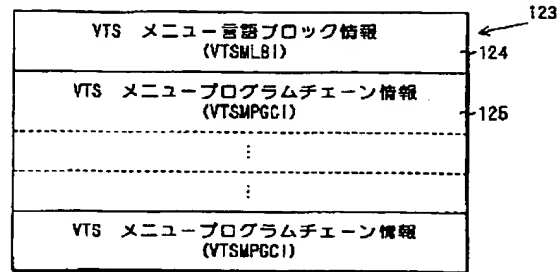 123
VTS メニュー言語ブロック情報
(VTSMLBI)
124
VTS メニュープログラムチェーン情報
(VTSMPGCI)
125
⋮
⋮
VTS メニュープログラムチェーン情報
(VTSMPGCI)